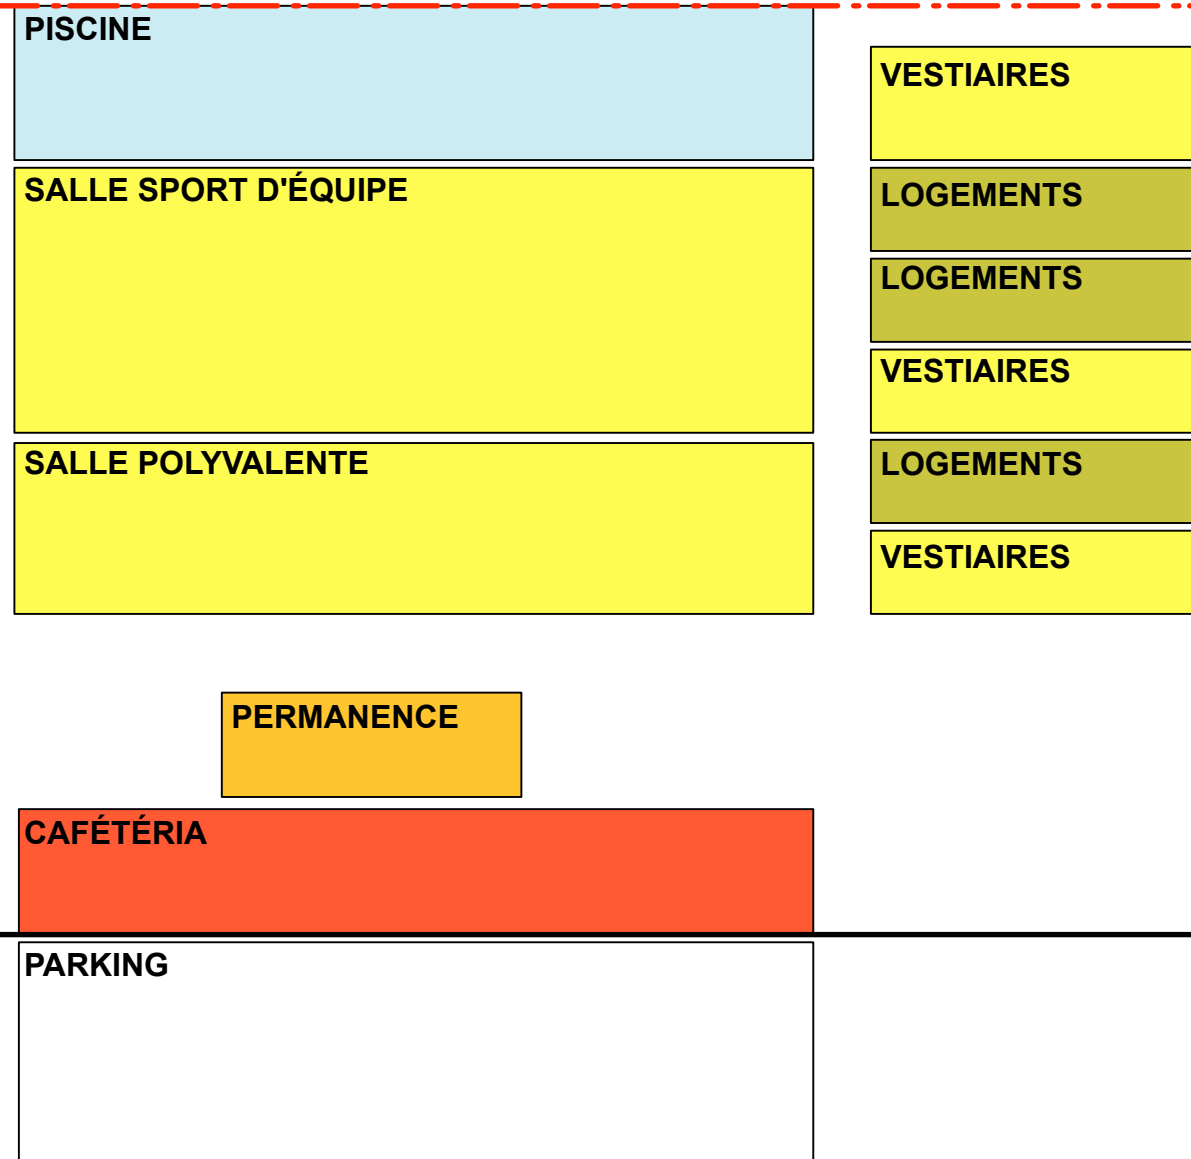 PISCINE
VESTIAIRES
SALLE SPORT D'ÉQUIPE
LOGEMENTS
LOGEMENTS
VESTIAIRES
SALLE POLYVALENTE
LOGEMENTS
VESTIAIRES
PERMANENCE
CAFÉTÉRIA
PARKING